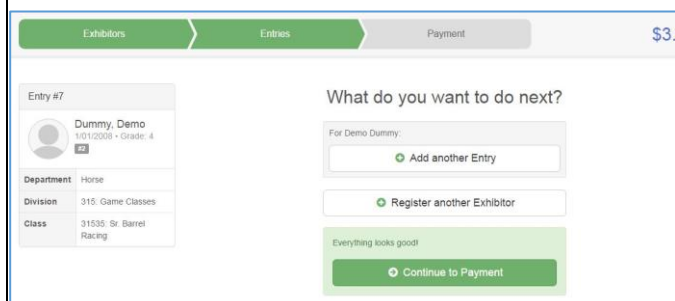 Exhibitors
Entries
Payment
$3.
Entry #7
Dummy, Demo
1/01/2008 • Grade: 4
#2
Department Horse
Division 315: Game Classes
Class 31535: Sr. Barrel
Racing
What do you want to do next?
For Demo Dummy:
Add another Entry
Register another Exhibitor
Everything looks good!
Continue to Payment